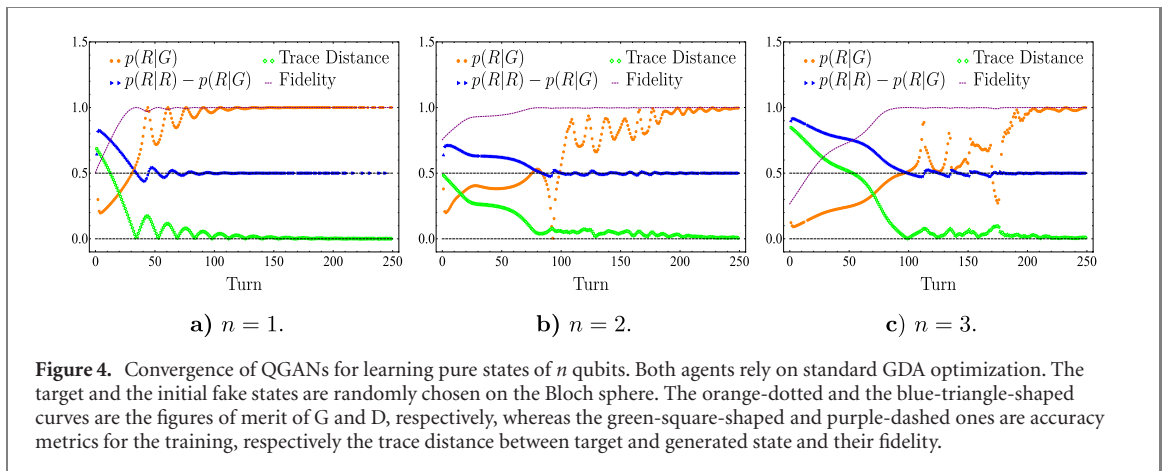 1.5
p(R|G)
Trace Distance
p(R|R) − p(R|G)
Fidelity
1.0
0.5
0.0
0 50 100 150 200 250
Turn
a) n = 1.
1.5
p(R|G)
Trace Distance
p(R|R) − p(R|G)
Fidelity
1.0
0.5
0.0
0 50 100 150 200 250
Turn
b) n = 2.
1.5
p(R|G)
Trace Distance
p(R|R) − p(R|G)
Fidelity
1.0
0.5
0.0
0 50 100 150 200 250
Turn
c) n = 3.
Figure 4. Convergence of QGANs for learning pure states of n qubits. Both agents rely on standard GDA optimization. The
target and the initial fake states are randomly chosen on the Bloch sphere. The orange-dotted and the blue-triangle-shaped
curves are the figures of merit of G and D, respectively, whereas the green-square-shaped and purple-dashed ones are accuracy
metrics for the training, respectively the trace distance between target and generated state and their fidelity.